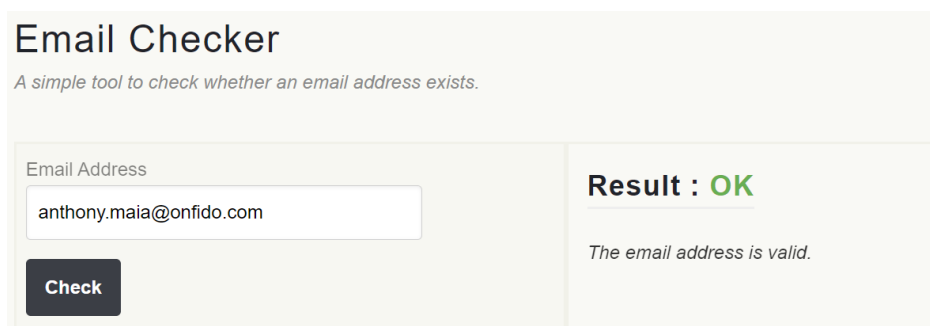 Email Checker
A simple tool to check whether an email address exists.
Email Address
anthony.maia@onfido.com
Check
Result : OK
The email address is valid.